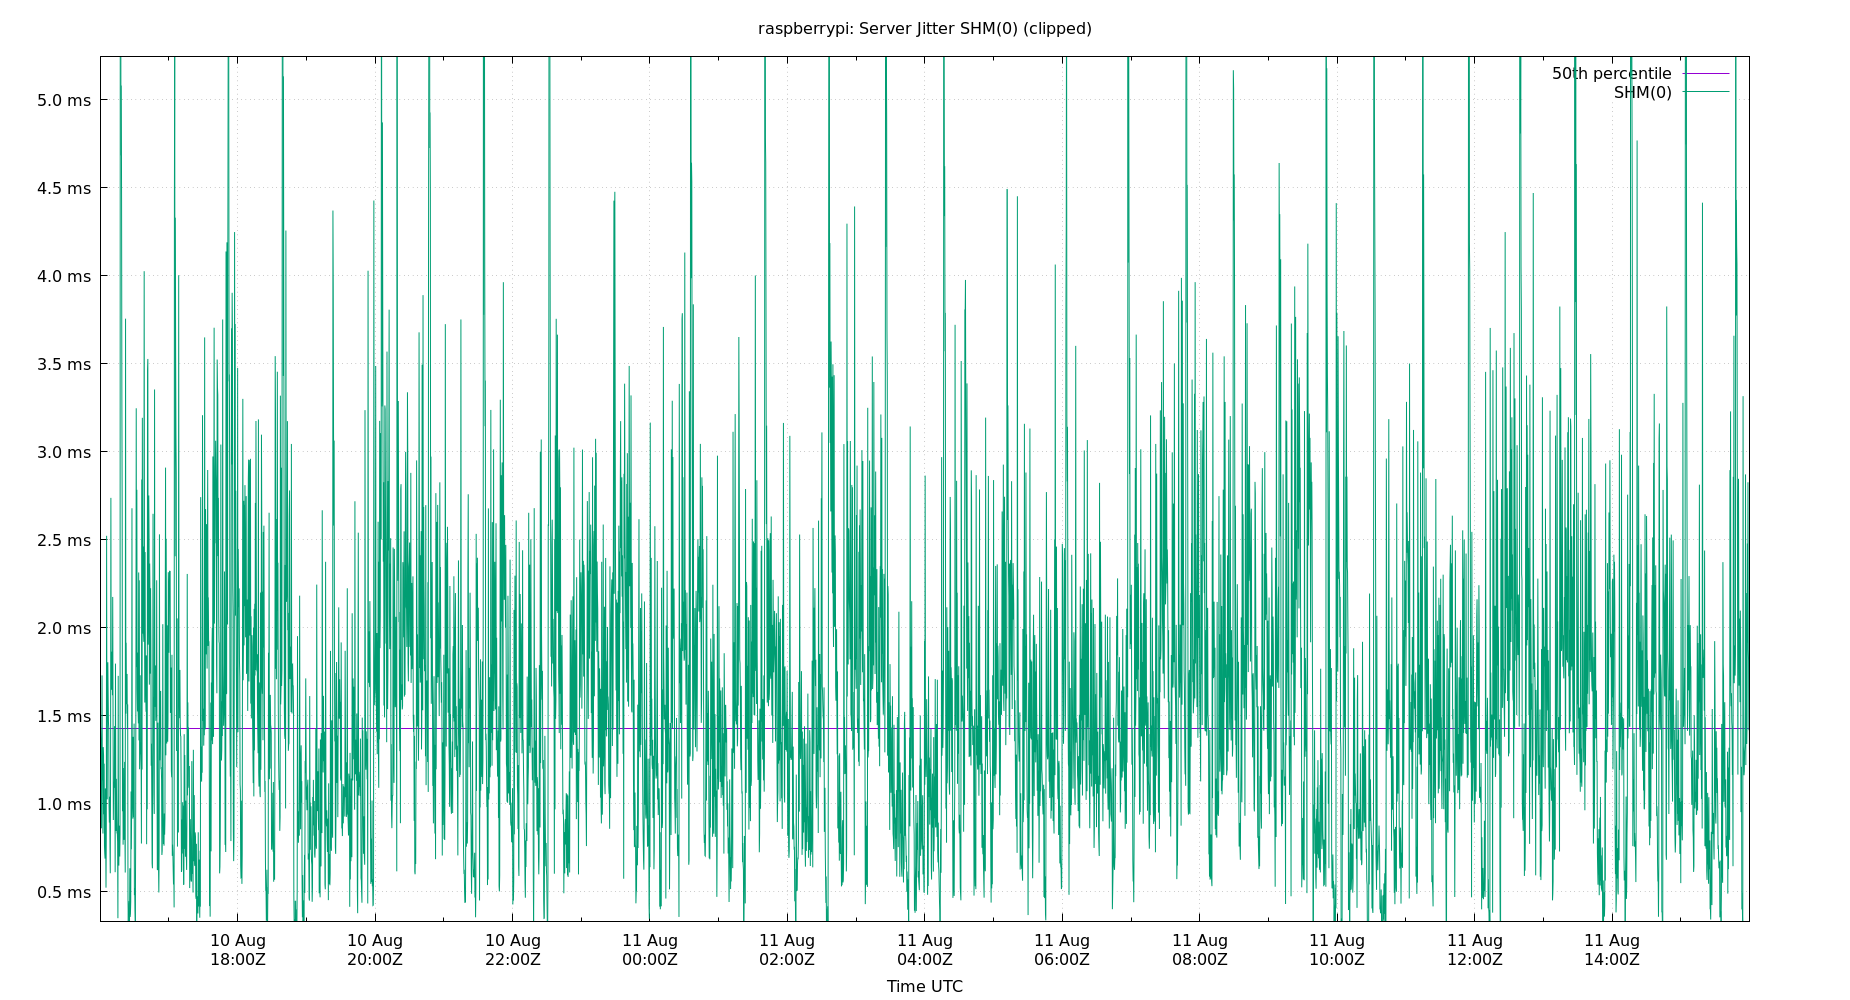 raspberrypi: Server Jitter SHM(0) (clipped)
50th percentile
SHM(0)
5.0 ms
4.5 ms
4.0 ms
3.5 ms
3.0 ms
2.5 ms
2.0 ms
1.5 ms
1.0 ms
0.5 ms
10 Aug 10 Aug 10 Aug 11 Aug 11 Aug 11 Aug 11 Aug 11 Aug 11 Aug 11 Aug 11 Aug
18:00Z 20:00Z 22:00Z 00:00Z 02:00Z 04:00Z 06:00Z 08:00Z 10:00Z 12:00Z 14:00Z
Time UTC